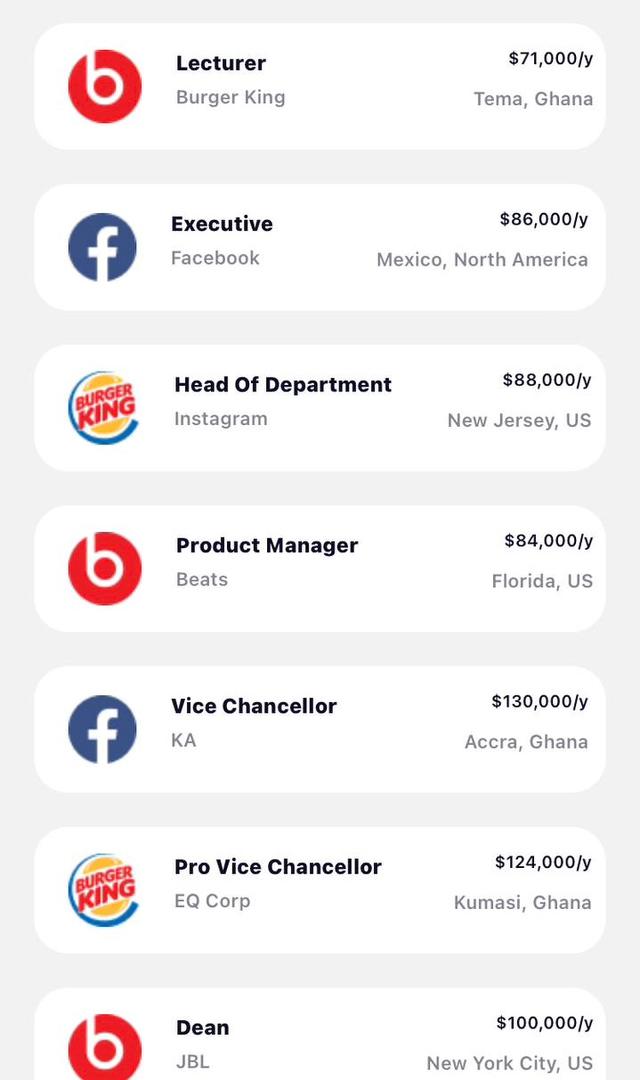 Lecturer
$71,000/y
Burger King
Tema, Ghana
Executive
$86,000/y
Facebook
Mexico, North America
BURGER
KING
Head Of Department
$88,000/y
Instagram
New Jersey, US
Product Manager
$84,000/y
Beats
Florida, US
Vice Chancellor
$130,000/y
KA
Accra, Ghana
BURGER
KING
Pro Vice Chancellor
$124,000/y
EQ Corp
Kumasi, Ghana
Dean
$100,000/y
JBL
New York City, US